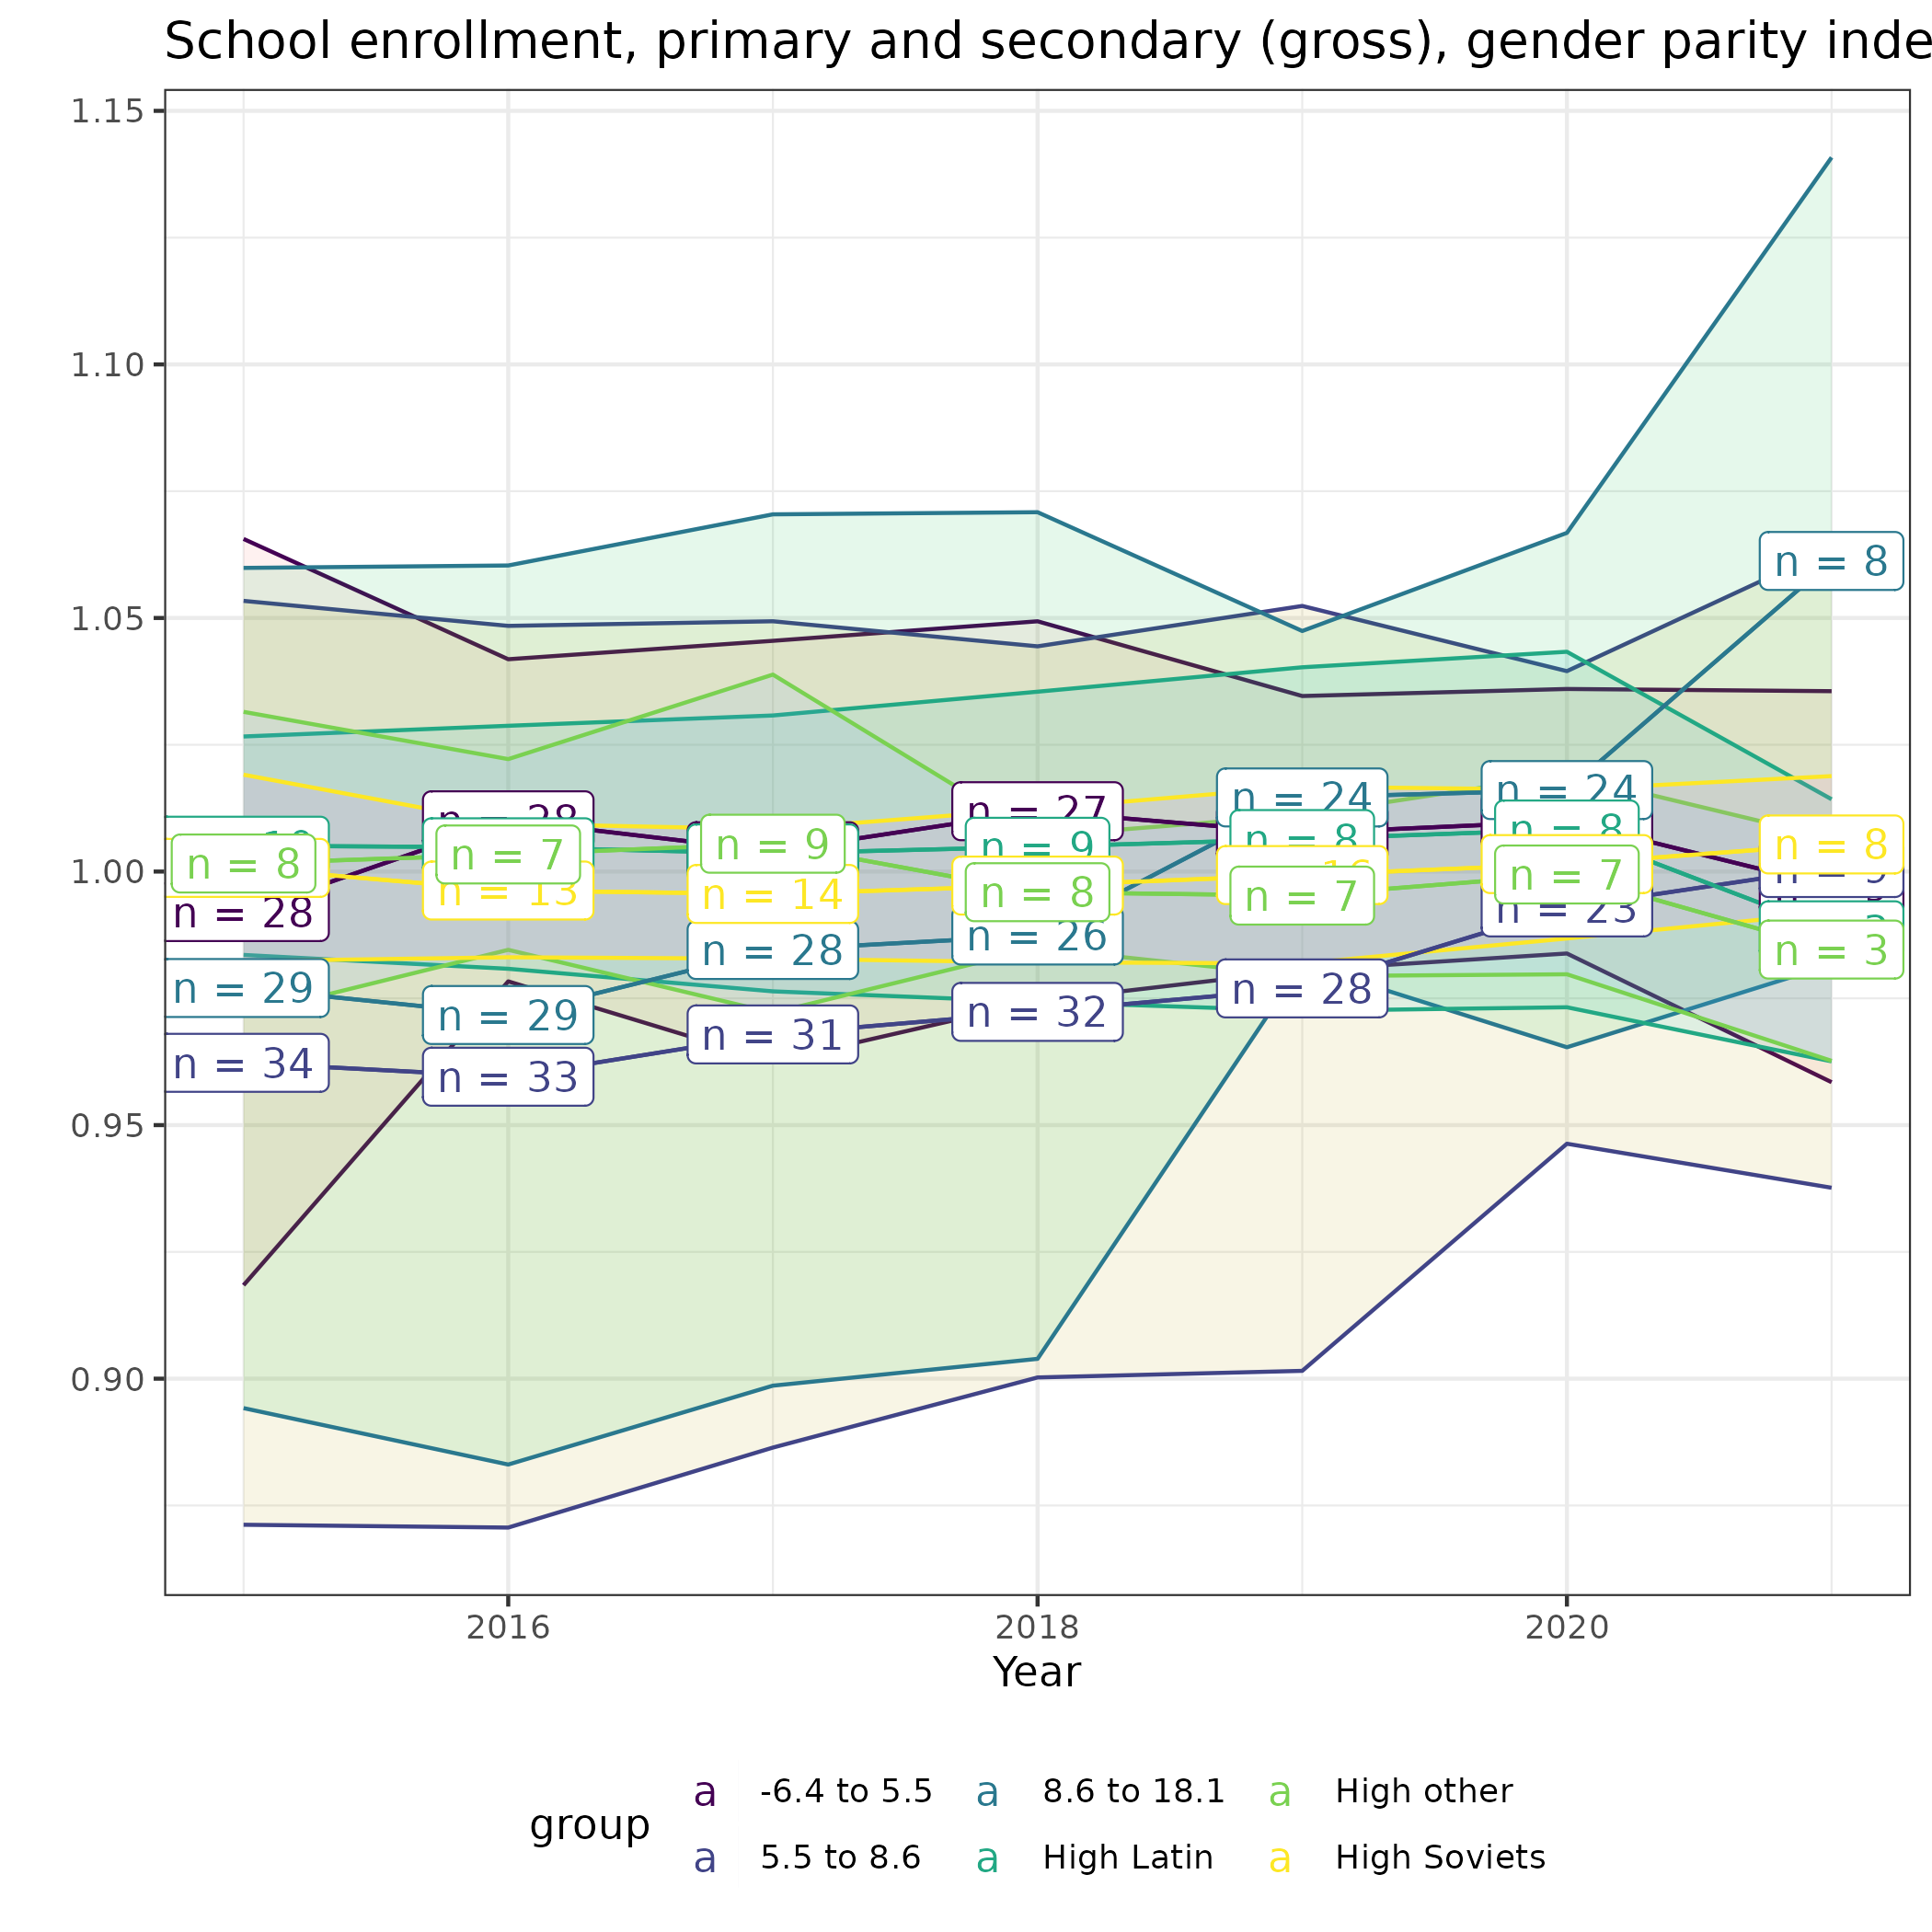 School enrollment, primary and secondary (gross), gender parity inde
1.15
1.10
1.05
1.00
0.95
0.90
n = 8
n = 28
n = 29
n = 34
n = 28
n = 7
n = 13
n = 29
n = 33
n = 9
n = 14
n = 28
n = 31
n = 27
n = 9
n = 8
n = 26
n = 32
n = 24
n = 8
n = 7
n = 28
n = 24
n = 8
n = 7
n = 23
n = 8
n = 8
n = 3
2016
2018
2020
Year
group
a -6.4 to 5.5
a 8.6 to 18.1
a High other
a 5.5 to 8.6
a High Latin
a High Soviets